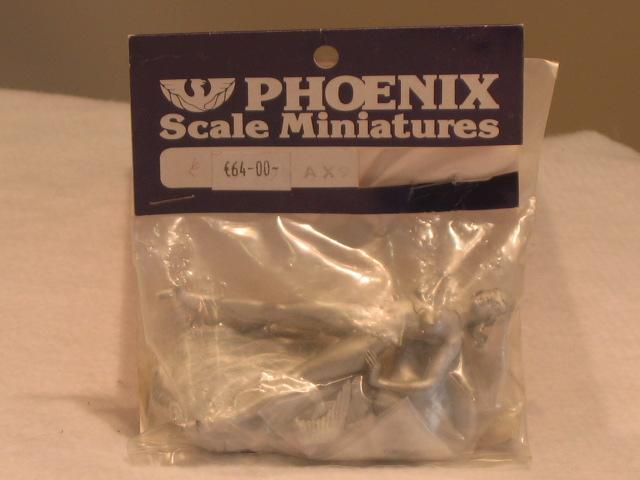 PHOENIX
Scale Miniatures
€64-00-